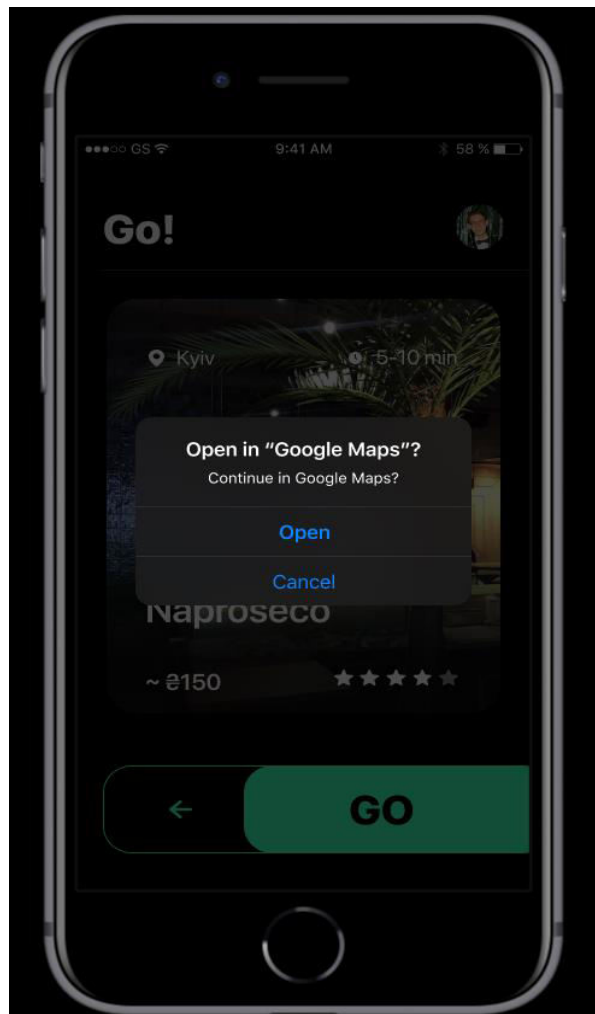 GS 9:41 AM 58 %
Go!
Kyiv 5-10 min
Open in “Google Maps”?
Continue in Google Maps?
Open
Cancel
Naproseco
~ ₴150
GO